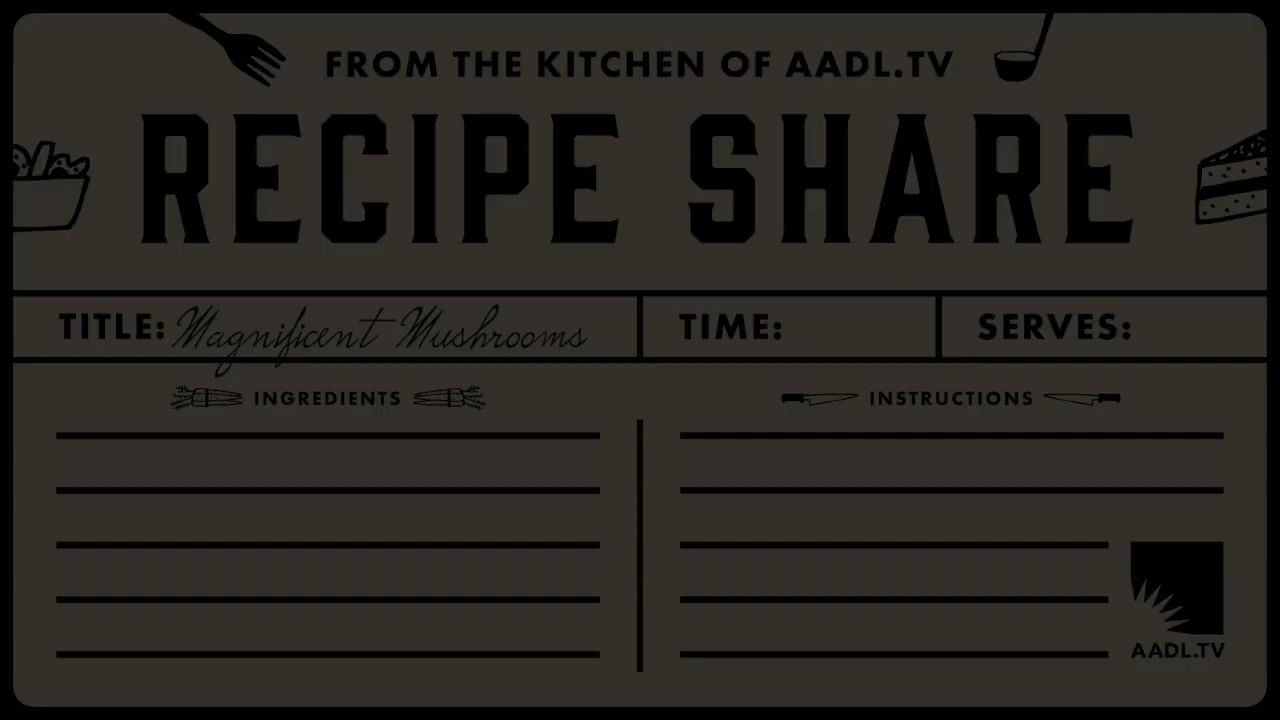 FROM THE KITCHEN OF AADL.TV
RECIPE SHARE
TITLE: Magnificent Mushrooms
TIME:
SERVES:
INGREDIENTS
INSTRUCTIONS
AADL.TV